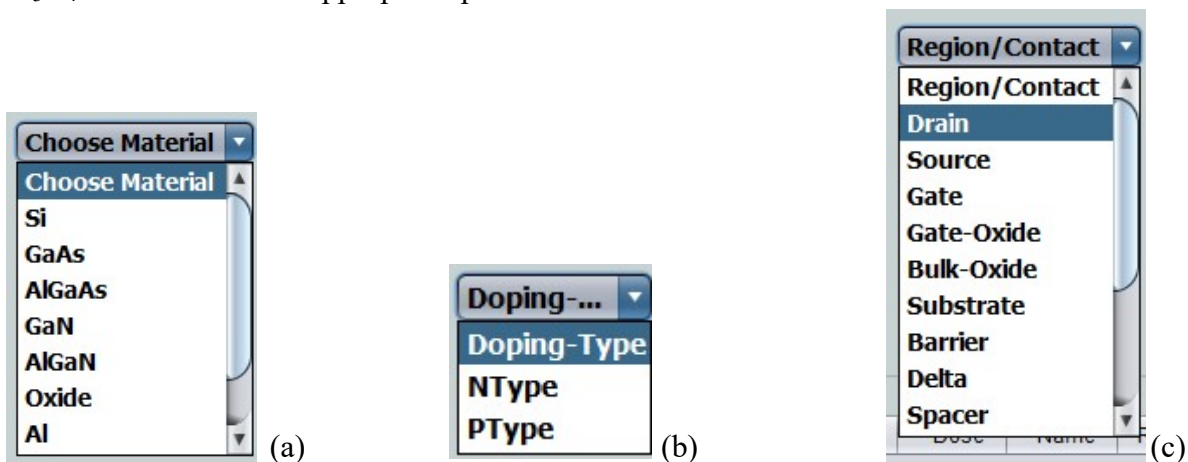 Choose Material
Choose Material
Si
GaAs
AlGaAs
GaN
AlGaN
Oxide
Al
(a)
Doping-...
Doping-Type
NType
PType
(b)
Region/Contact
Region/Contact
Drain
Source
Gate
Gate-Oxide
Bulk-Oxide
Substrate
Barrier
Delta
Spacer
(c)